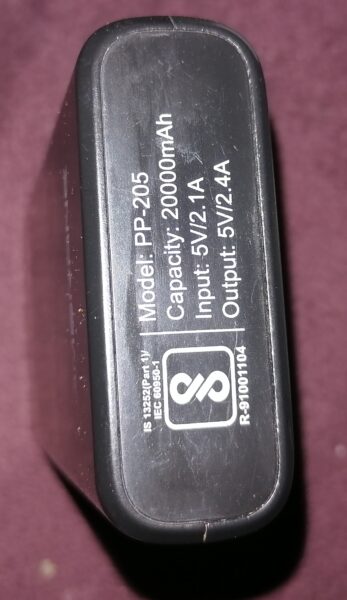 Model: PP-205
Capacity: 20000mAh
Input: 5V/2.1A
Output: 5V/2.4A
IS 13252(Part 1)/
IEC 60950-1
R-91001104